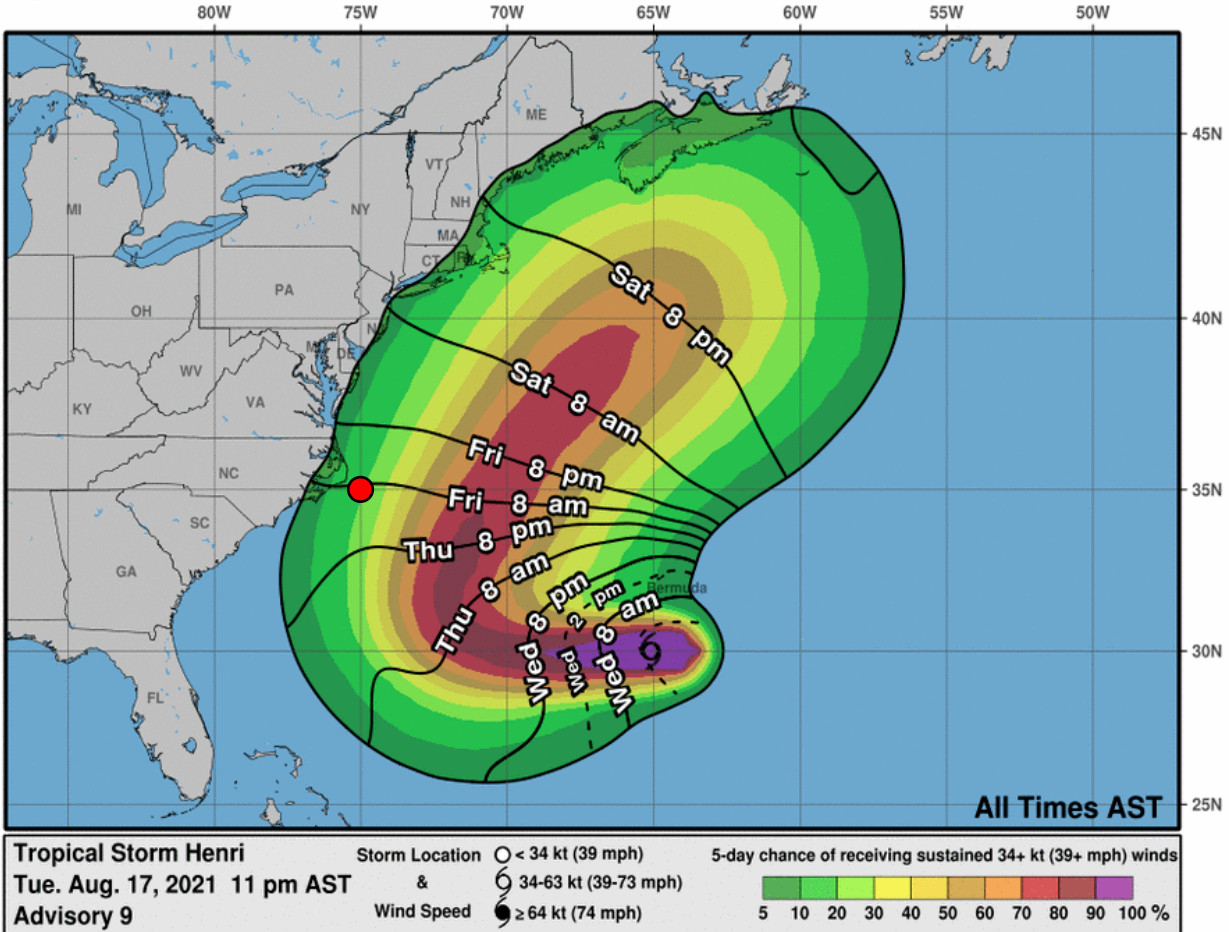 80W 75W 70W 65W 60W 55W 50W
45N
40N
35N
30N
25N
ME
VT
NH
MI
NY
MA
CT
PA
OH
DE
WV
VA
KY
NC
SC
GA
FL
Bermuda
Sat 8 pm
Sat 8 am
Fri 8 pm
Fri 8 am
Thu 8 pm
Thu 8 am
Wed 8 pm
Wed 2 pm
Wed 8 am
All Times AST
Tropical Storm Henri
Tue. Aug. 17, 2021 11 pm AST
Advisory 9
Storm Location
&
Wind Speed
< 34 kt (39 mph)
34-63 kt (39-73 mph)
≥ 64 kt (74 mph)
5-day chance of receiving sustained 34+ kt (39+ mph) winds
5 10 20 30 40 50 60 70 80 90 100 %